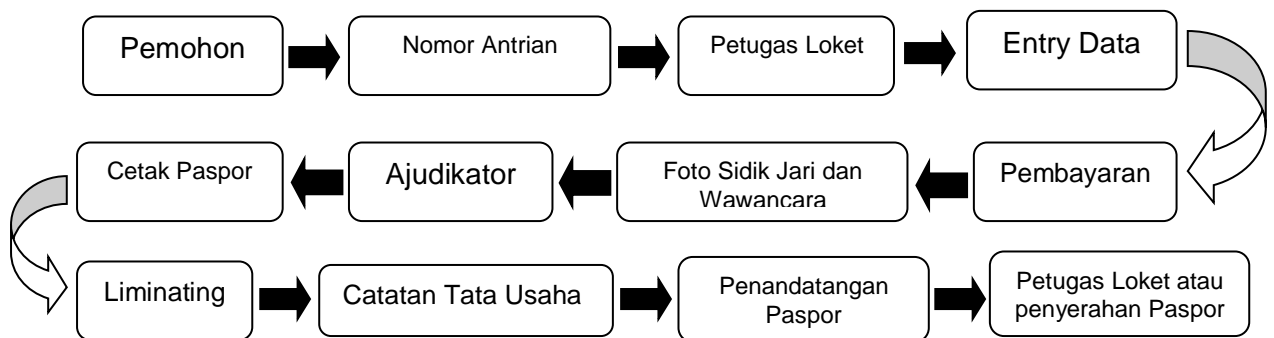 Pemohon
Nomor Antrian
Petugas Loket
Entry Data
Pembayaran
Foto Sidik Jari dan
Wawancara
Ajudikator
Cetak Paspor
Liminating
Catatan Tata Usaha
Penandatangan
Paspor
Petugas Loket atau
penyerahan Paspor